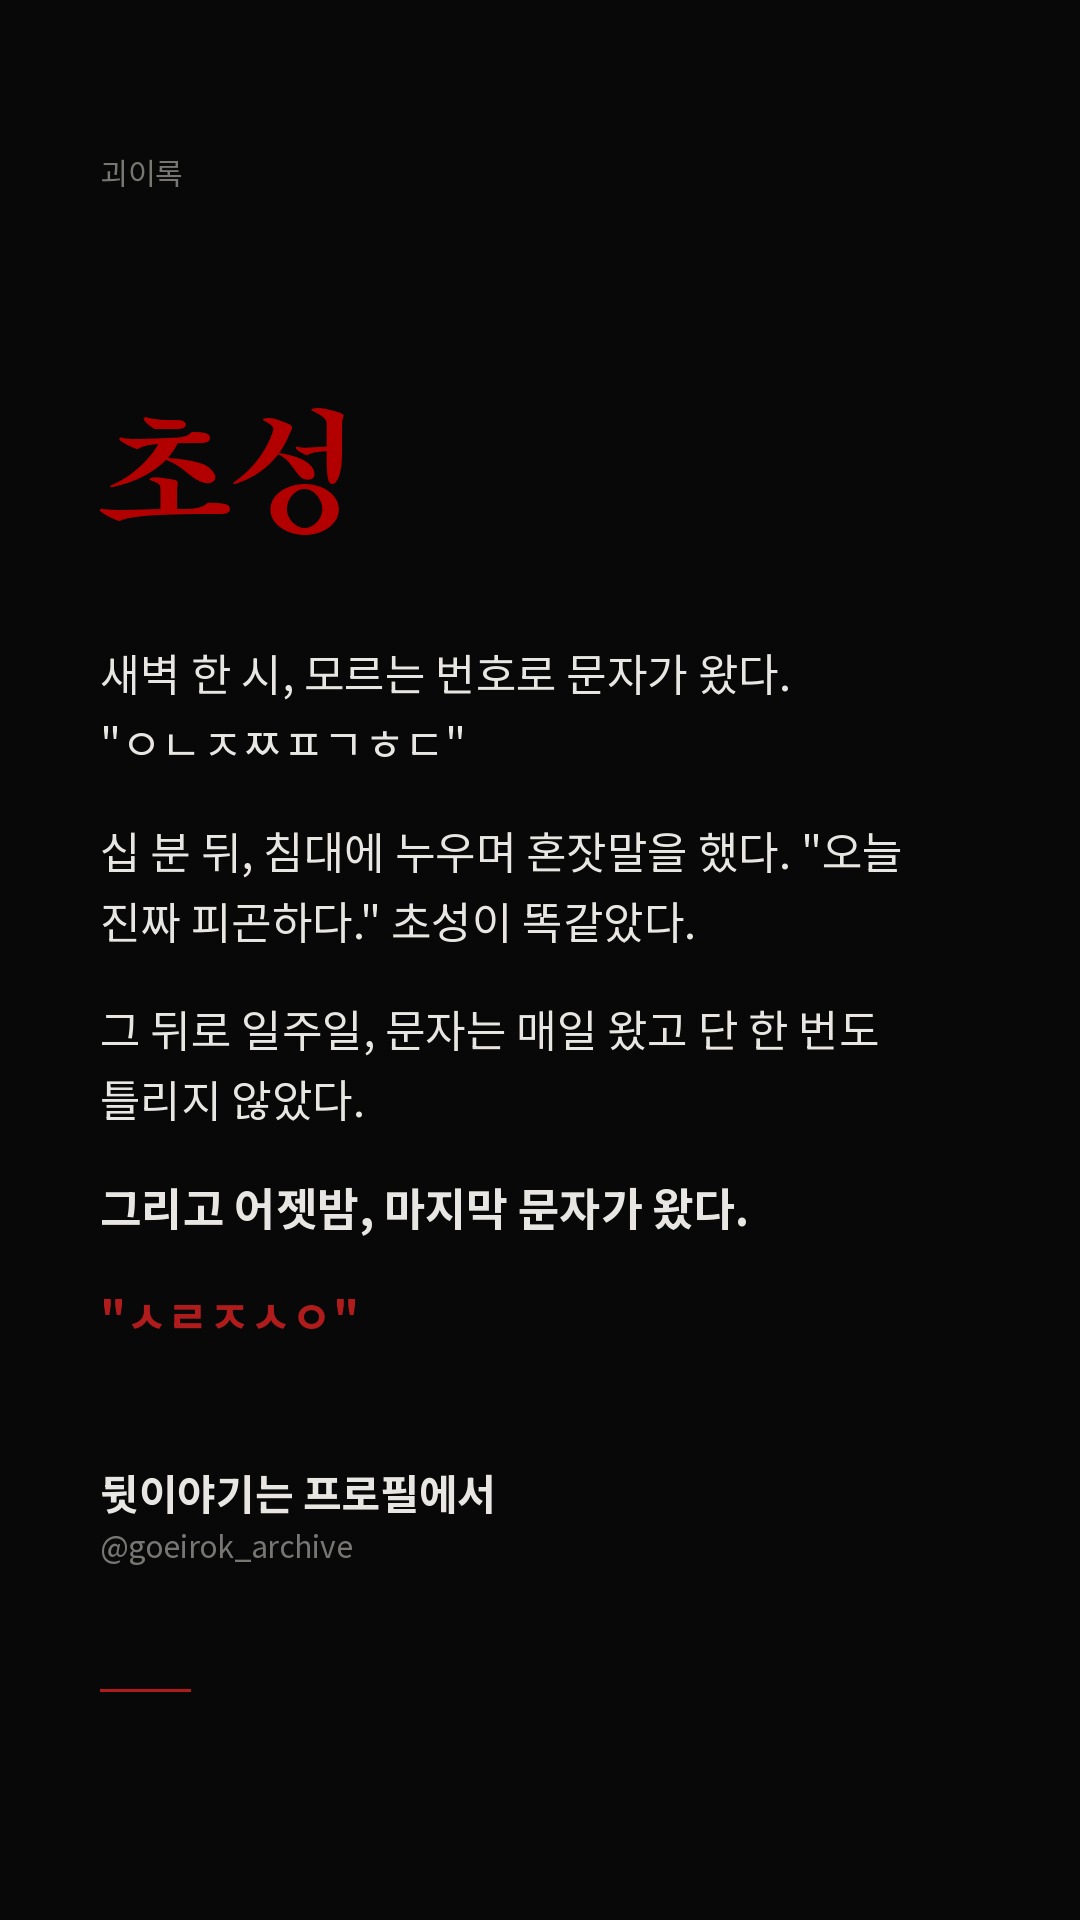 괴이록
초성
새벽 한 시, 모르는 번호로 문자가 왔다.
"ㅇㄴㅈㅉㅍㄱㅎㄷ"
십 분 뒤, 침대에 누우며 혼잣말을 했다. "오늘
진짜 피곤하다." 초성이 똑같았다.
그 뒤로 일주일, 문자는 매일 왔고 단 한 번도
틀리지 않았다.
그리고 어젯밤, 마지막 문자가 왔다.
"ㅅㄹㅈㅅㅇ"
뒷이야기는 프로필에서
@goeirok_archive